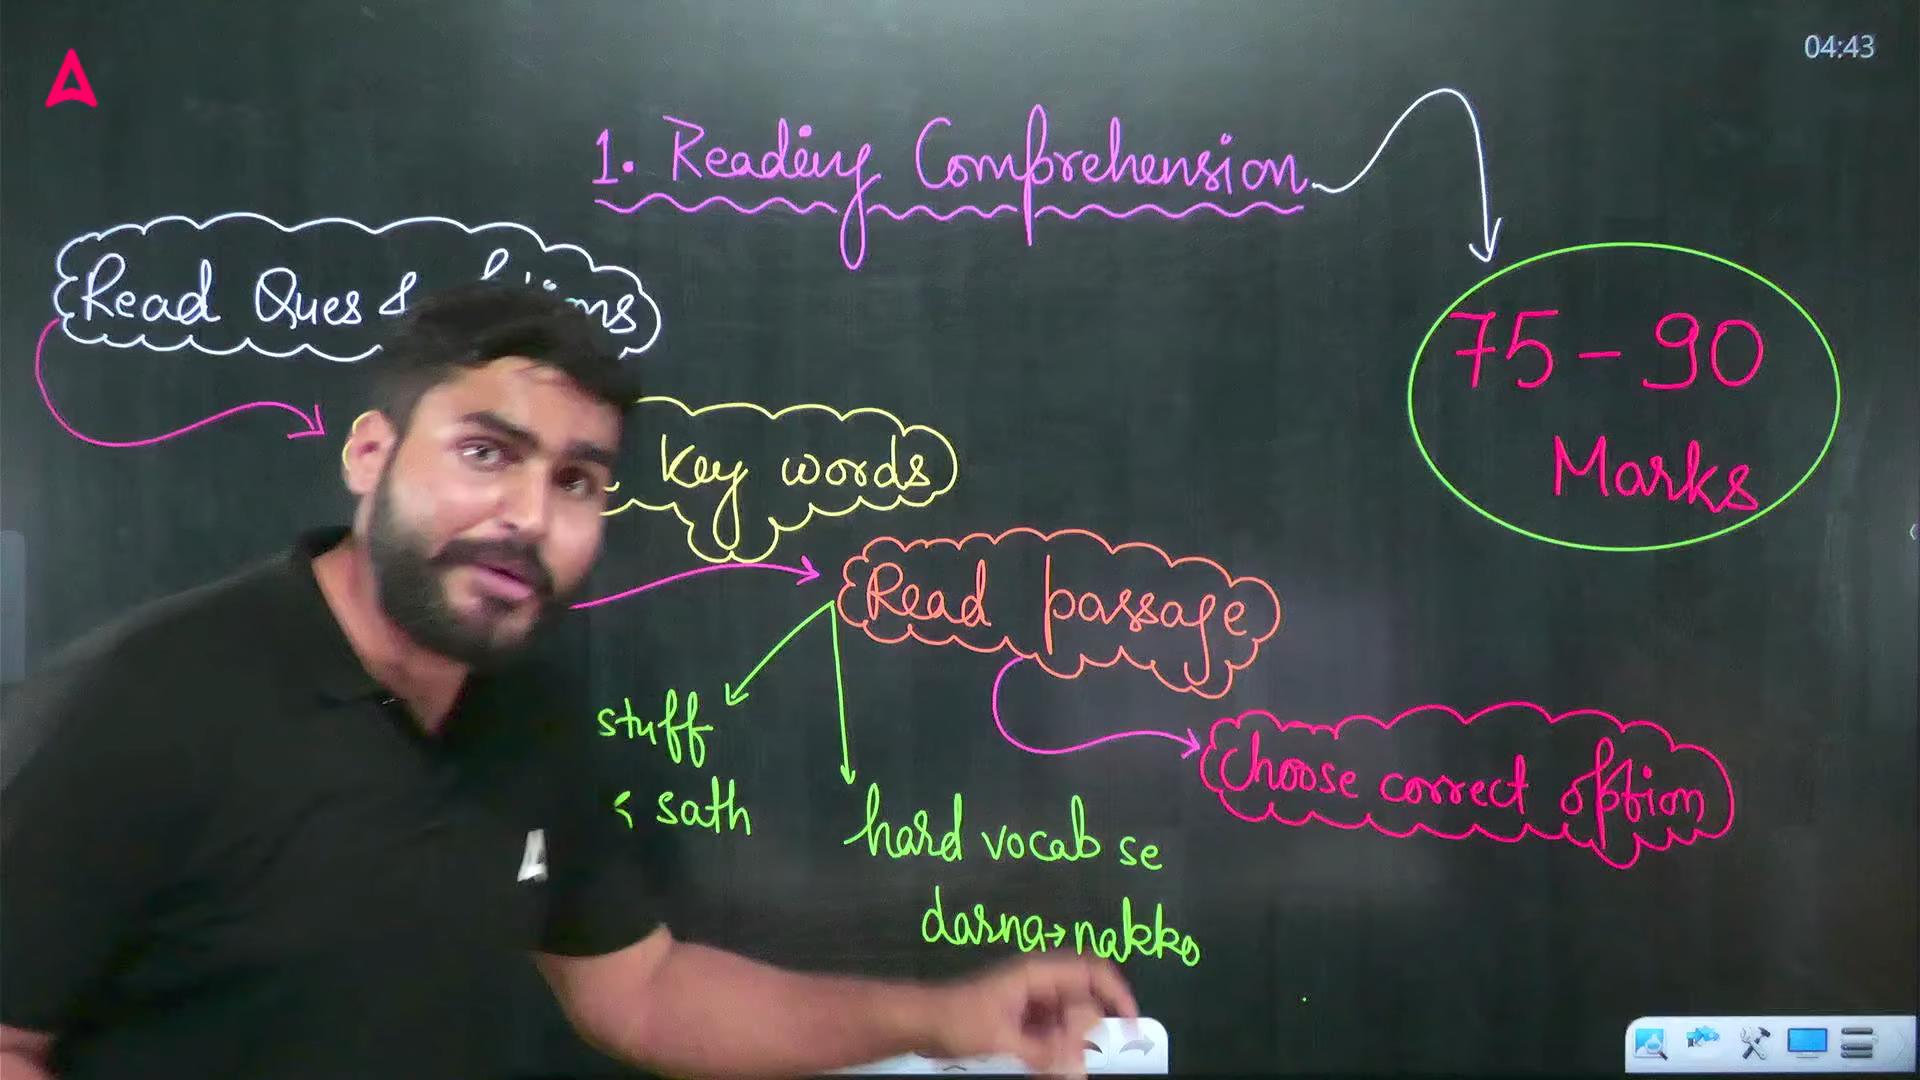 04:43
1. Reading Comprehension
Read Ques &
75-90
Marks
Key words
Read passage
stuff
sath
Choose correct option
hard vocab se
darna→nakko